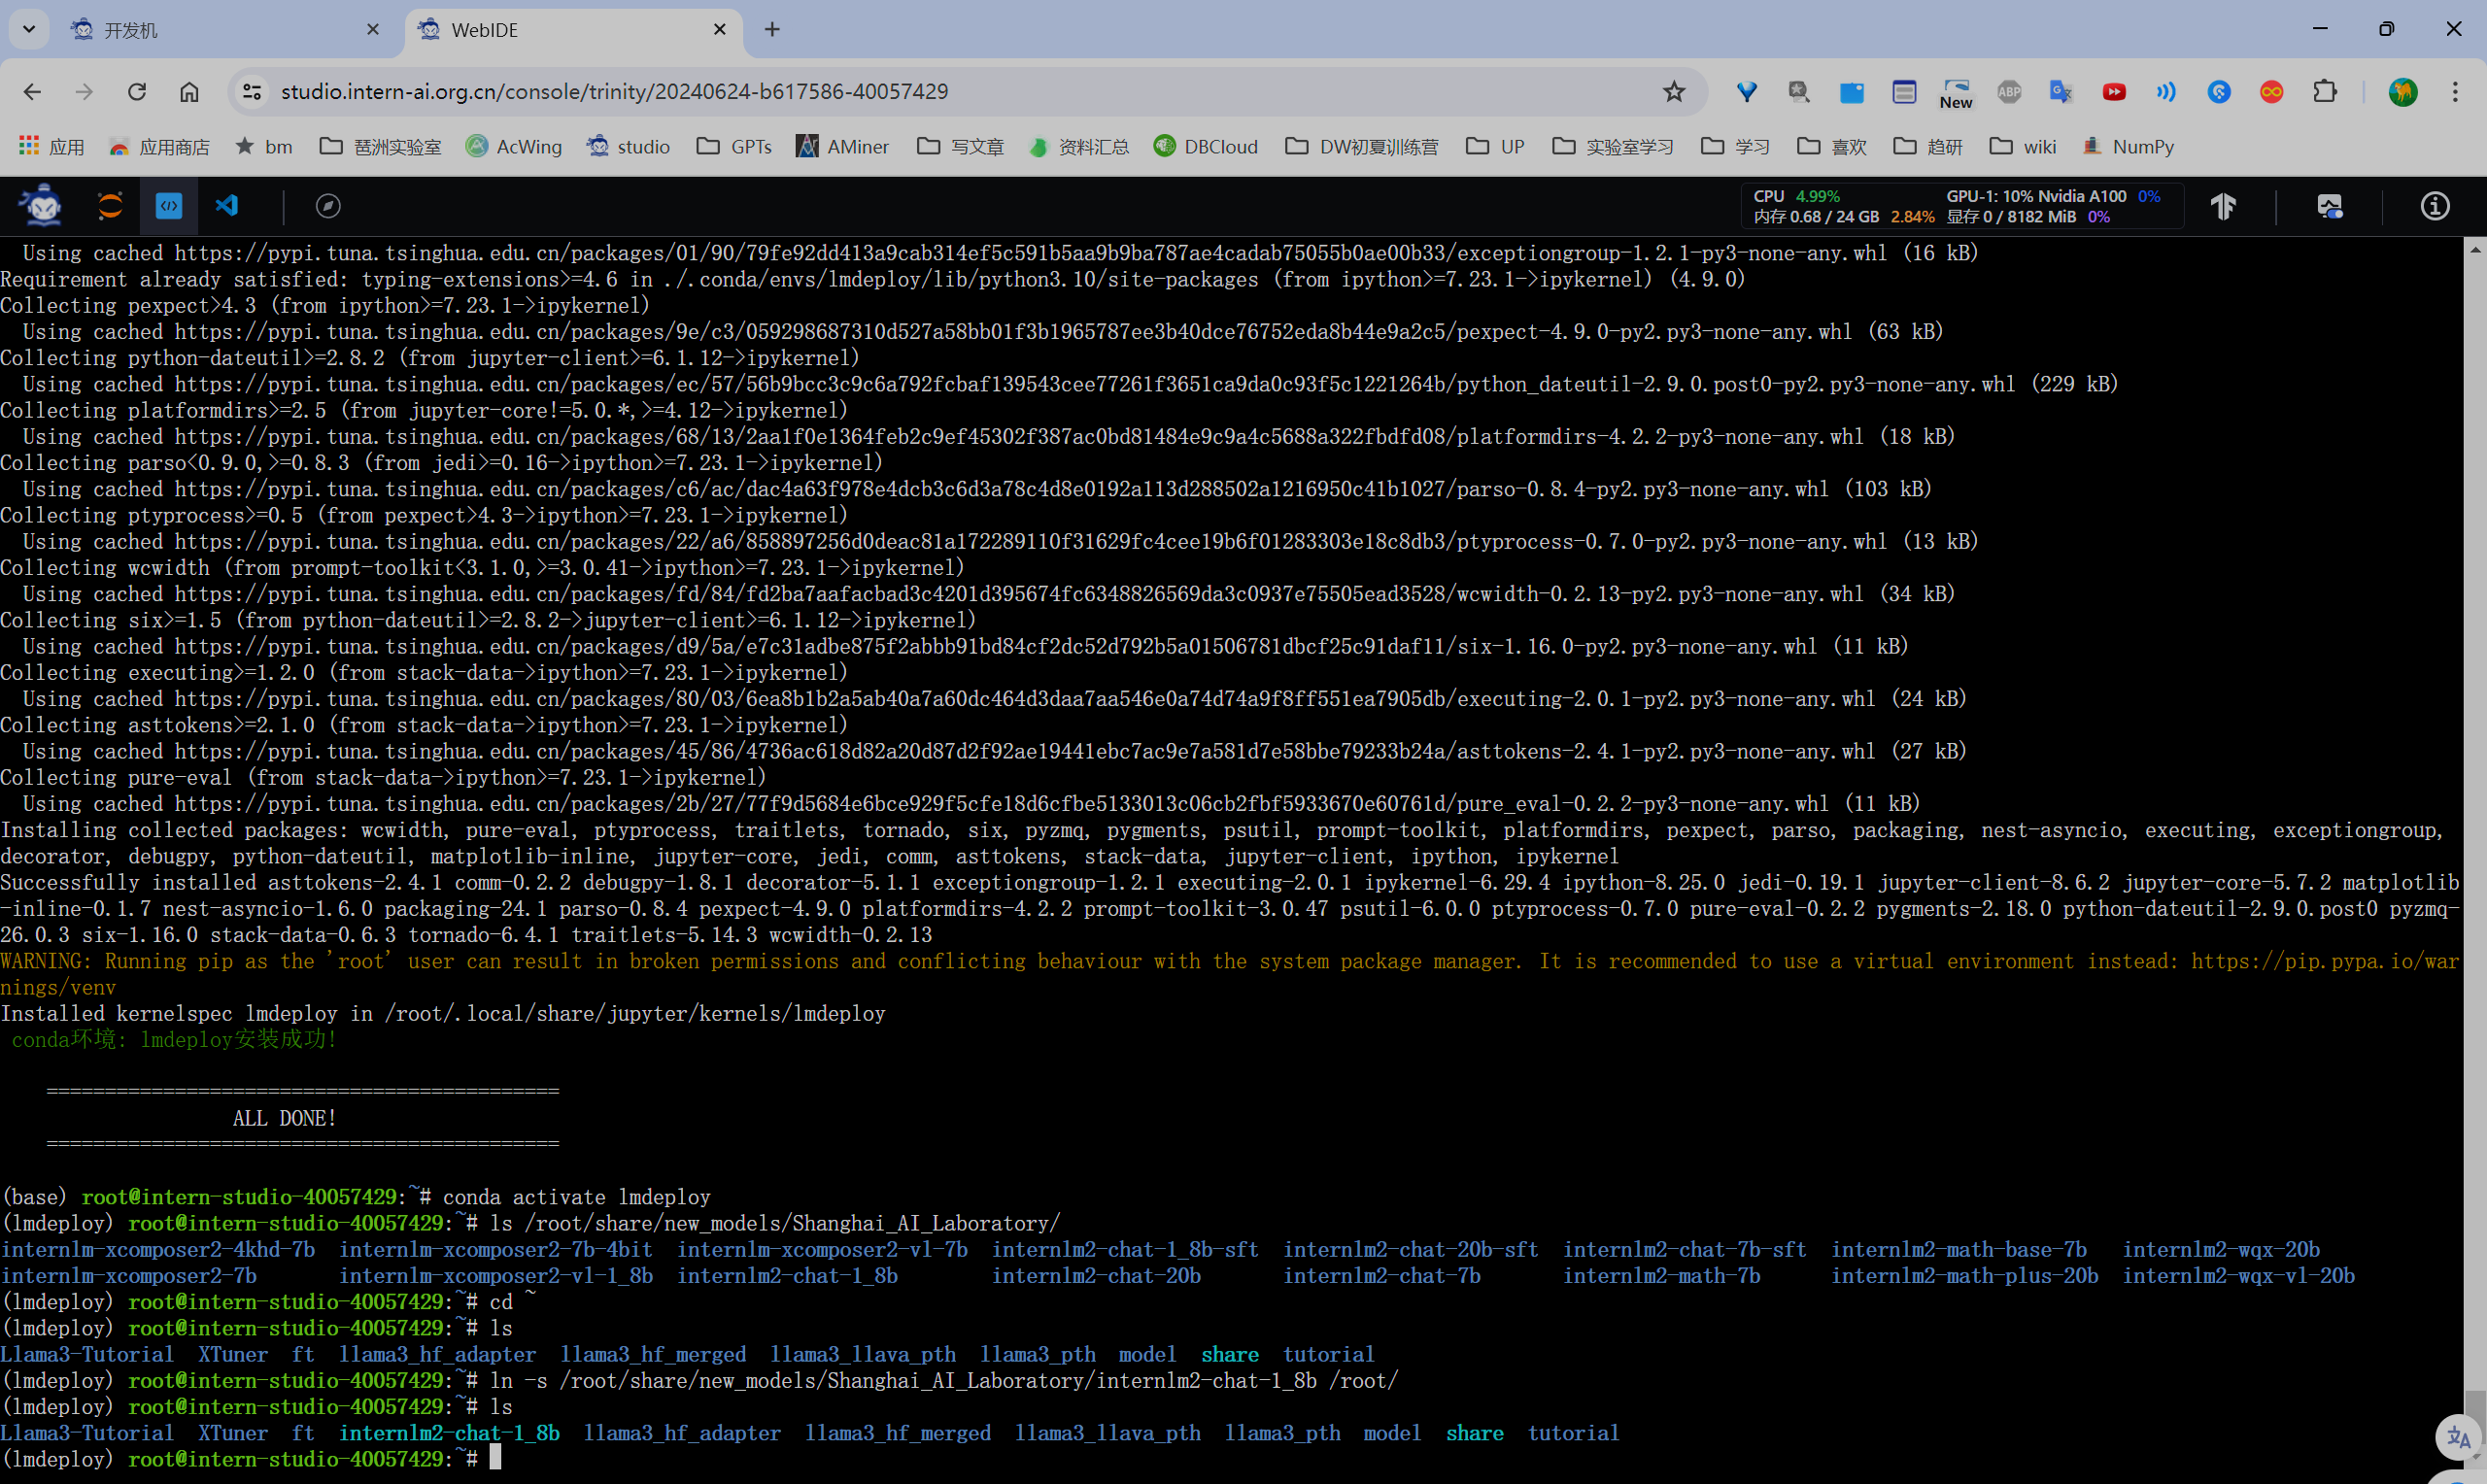 开发机
WebIDE
studio.intern-ai.org.cn/console/trinity/20240624-b617586-40057429
New
ABP
应用 应用商店 bm 琶洲实验室 AcWing studio GPTs AMiner 写文章 资料汇总 DBCloud DW初夏训练营 UP 实验室学习 学习 喜欢 趋研 wiki NumPy
CPU 4.99% GPU-1: 10% Nvidia A100 0%
内存 0.68 / 24 GB 2.84% 显存 0 / 8182 MiB 0%
Using cached https://pypi.tuna.tsinghua.edu.cn/packages/01/90/79fe92dd413a9cab314ef5c591b5aa9b9ba787ae4cadab75055b0ae00b33/exceptiongroup-1.2.1-py3-none-any.whl (16 kB)
Requirement already satisfied: typing-extensions>=4.6 in ./.conda/envs/lmdeploy/lib/python3.10/site-packages (from ipython>=7.23.1->ipykernel) (4.9.0)
Collecting pexpect>4.3 (from ipython>=7.23.1->ipykernel)
Using cached https://pypi.tuna.tsinghua.edu.cn/packages/9e/c3/059298687310d527a58bb01f3b1965787ee3b40dce76752eda8b44e9a2c5/pexpect-4.9.0-py2.py3-none-any.whl (63 kB)
Collecting python-dateutil>=2.8.2 (from jupyter-client>=6.1.12->ipykernel)
Using cached https://pypi.tuna.tsinghua.edu.cn/packages/ec/57/56b9bcc3c9c6a792fcbaf139543cee77261f3651ca9da0c93f5c1221264b/python_dateutil-2.9.0.post0-py2.py3-none-any.whl (229 kB)
Collecting platformdirs>=2.5 (from jupyter-core!=5.0.*,>=4.12->ipykernel)
Using cached https://pypi.tuna.tsinghua.edu.cn/packages/68/13/2aa1f0e1364feb2c9ef45302f387ac0bd81484e9c9a4c5688a322fbdfd08/platformdirs-4.2.2-py3-none-any.whl (18 kB)
Collecting parso<0.9.0,>=0.8.3 (from jedi>=0.16->ipython>=7.23.1->ipykernel)
Using cached https://pypi.tuna.tsinghua.edu.cn/packages/c6/ac/dac4a63f978e4dcb3c6d3a78c4d8e0192a113d288502a1216950c41b1027/parso-0.8.4-py2.py3-none-any.whl (103 kB)
Collecting ptyprocess>=0.5 (from pexpect>4.3->ipython>=7.23.1->ipykernel)
Using cached https://pypi.tuna.tsinghua.edu.cn/packages/22/a6/858897256d0deac81a172289110f31629fc4cee19b6f01283303e18c8db3/ptyprocess-0.7.0-py2.py3-none-any.whl (13 kB)
Collecting wcwidth (from prompt-toolkit<3.1.0,>=3.0.41->ipython>=7.23.1->ipykernel)
Using cached https://pypi.tuna.tsinghua.edu.cn/packages/fd/84/fd2ba7aafacbad3c4201d395674fc6348826569da3c0937e75505ead3528/wcwidth-0.2.13-py2.py3-none-any.whl (34 kB)
Collecting six>=1.5 (from python-dateutil>=2.8.2->jupyter-client>=6.1.12->ipykernel)
Using cached https://pypi.tuna.tsinghua.edu.cn/packages/d9/5a/e7c31adbe875f2abbb91bd84cf2dc52d792b5a01506781dbcf25c91daf11/six-1.16.0-py2.py3-none-any.whl (11 kB)
Collecting executing>=1.2.0 (from stack-data->ipython>=7.23.1->ipykernel)
Using cached https://pypi.tuna.tsinghua.edu.cn/packages/80/03/6ea8b1b2a5ab40a7a60dc464d3daa7aa546e0a74d74a9f8ff551ea7905db/executing-2.0.1-py2.py3-none-any.whl (24 kB)
Collecting asttokens>=2.1.0 (from stack-data->ipython>=7.23.1->ipykernel)
Using cached https://pypi.tuna.tsinghua.edu.cn/packages/45/86/4736ac618d82a20d87d2f92ae19441ebc7ac9e7a581d7e58bbe79233b24a/asttokens-2.4.1-py2.py3-none-any.whl (27 kB)
Collecting pure-eval (from stack-data->ipython>=7.23.1->ipykernel)
Using cached https://pypi.tuna.tsinghua.edu.cn/packages/2b/27/77f9d5684e6bce929f5cfe18d6cfbe5133013c06cb2fbf5933670e60761d/pure_eval-0.2.2-py3-none-any.whl (11 kB)
Installing collected packages: wcwidth, pure-eval, ptyprocess, traitlets, tornado, six, pyzmq, pygments, psutil, prompt-toolkit, platformdirs, pexpect, parso, packaging, nest-asyncio, executing, exceptiongroup,
decorator, debugpy, python-dateutil, matplotlib-inline, jupyter-core, jedi, comm, asttokens, stack-data, jupyter-client, ipython, ipykernel
Successfully installed asttokens-2.4.1 comm-0.2.2 debugpy-1.8.1 decorator-5.1.1 exceptiongroup-1.2.1 executing-2.0.1 ipykernel-6.29.4 ipython-8.25.0 jedi-0.19.1 jupyter-client-8.6.2 jupyter-core-5.7.2 matplotlib
-inline-0.1.7 nest-asyncio-1.6.0 packaging-24.1 parso-0.8.4 pexpect-4.9.0 platformdirs-4.2.2 prompt-toolkit-3.0.47 psutil-6.0.0 ptyprocess-0.7.0 pure-eval-0.2.2 pygments-2.18.0 python-dateutil-2.9.0.post0 pyzmq-
26.0.3 six-1.16.0 stack-data-0.6.3 tornado-6.4.1 traitlets-5.14.3 wcwidth-0.2.13
WARNING: Running pip as the 'root' user can result in broken permissions and conflicting behaviour with the system package manager. It is recommended to use a virtual environment instead: https://pip.pypa.io/war
nings/venv
Installed kernelspec lmdeploy in /root/.local/share/jupyter/kernels/lmdeploy
conda环境: lmdeploy安装成功!
============================================
ALL DONE!
============================================
(base) root@intern-studio-40057429:~# conda activate lmdeploy
(lmdeploy) root@intern-studio-40057429:~# ls /root/share/new_models/Shanghai_AI_Laboratory/
internlm-xcomposer2-4khd-7b internlm-xcomposer2-7b-4bit internlm-xcomposer2-vl-7b internlm2-chat-1_8b-sft internlm2-chat-20b-sft internlm2-chat-7b-sft internlm2-math-base-7b internlm2-wqx-20b
internlm-xcomposer2-7b internlm-xcomposer2-vl-1_8b internlm2-chat-1_8b internlm2-chat-20b internlm2-chat-7b internlm2-math-7b internlm2-math-plus-20b internlm2-wqx-vl-20b
(lmdeploy) root@intern-studio-40057429:~# cd ~
(lmdeploy) root@intern-studio-40057429:~# ls
Llama3-Tutorial XTuner ft llama3_hf_adapter llama3_hf_merged llama3_llava_pth llama3_pth model share tutorial
(lmdeploy) root@intern-studio-40057429:~# ln -s /root/share/new_models/Shanghai_AI_Laboratory/internlm2-chat-1_8b /root/
(lmdeploy) root@intern-studio-40057429:~# ls
Llama3-Tutorial XTuner ft internlm2-chat-1_8b llama3_hf_adapter llama3_hf_merged llama3_llava_pth llama3_pth model share tutorial
(lmdeploy) root@intern-studio-40057429:~#